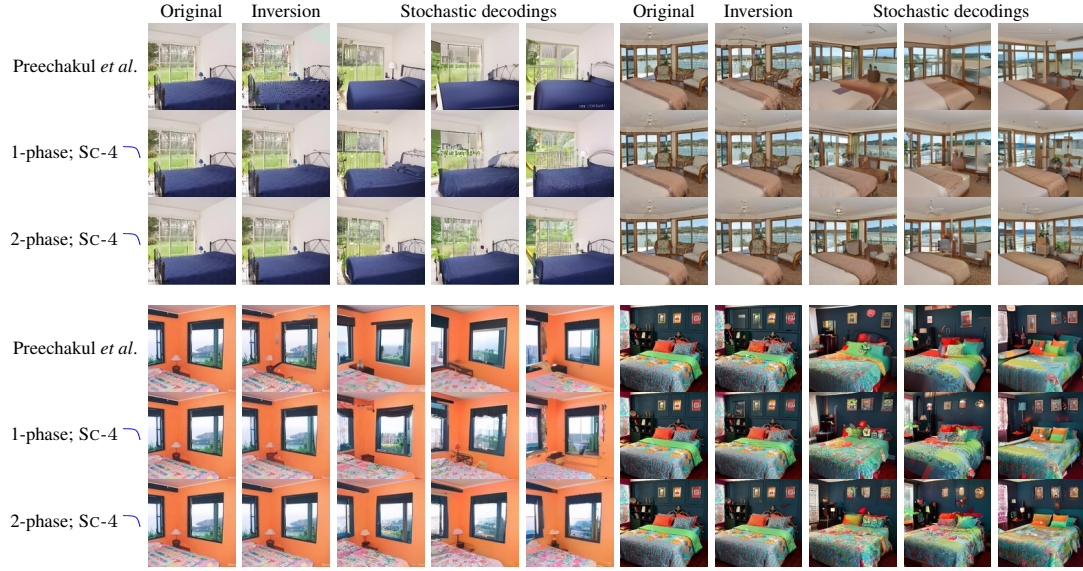 Original Inversion Stochastic decodings Original Inversion Stochastic decodings
Preechakul et al.
1-phase; SC-4
2-phase; SC-4
Preechakul et al.
1-phase; SC-4
2-phase; SC-4